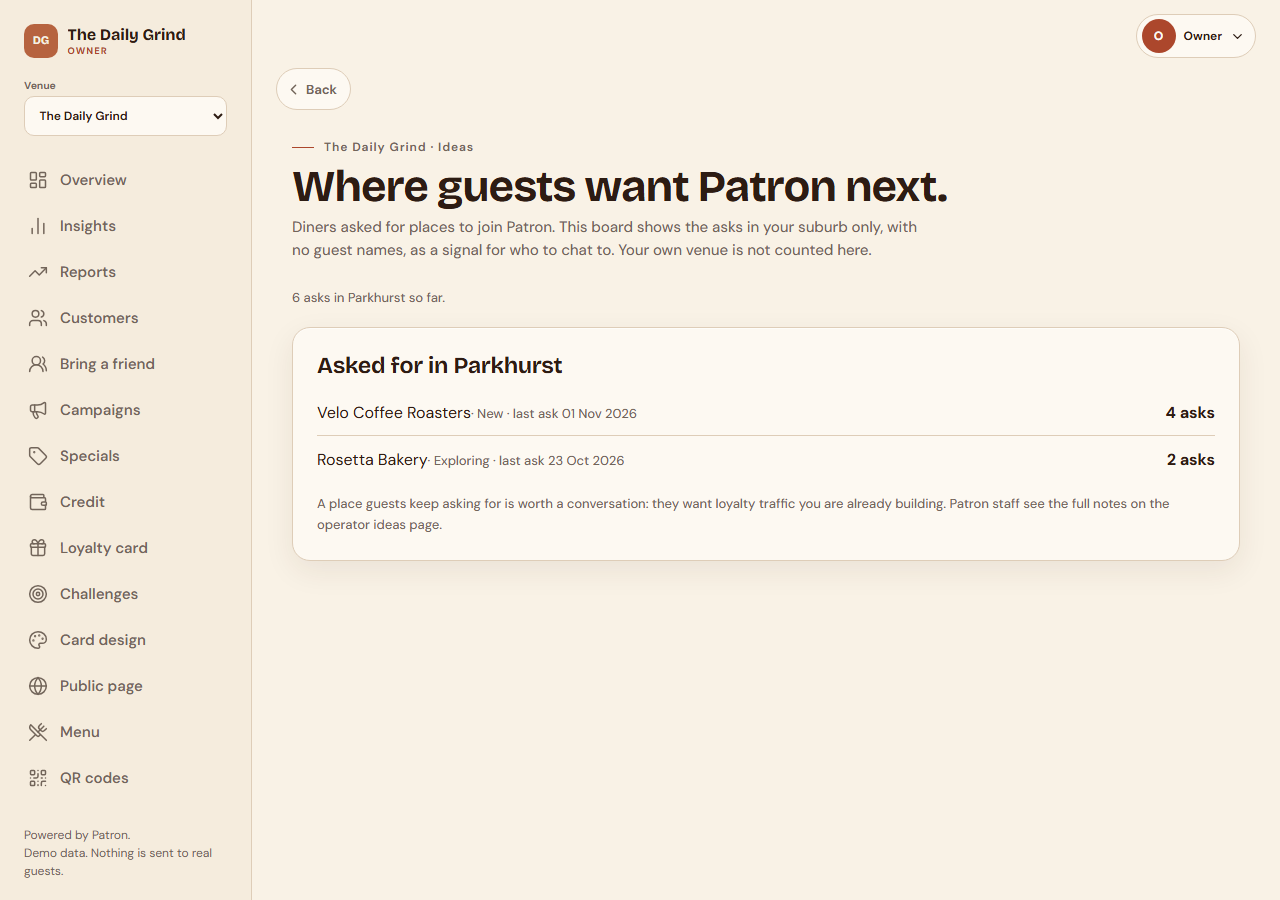 DG
The Daily Grind
OWNER
Venue
The Daily Grind
Overview
Insights
Reports
Customers
Bring a friend
Campaigns
Specials
Credit
Loyalty card
Challenges
Card design
Public page
Menu
QR codes
Powered by Patron.
Demo data. Nothing is sent to real
guests.
O
Owner
Back
The Daily Grind · Ideas
Where guests want Patron next.
Diners asked for places to join Patron. This board shows the asks in your suburb only, with
no guest names, as a signal for who to chat to. Your own venue is not counted here.
6 asks in Parkhurst so far.
Asked for in Parkhurst
Velo Coffee Roasters · New · last ask 01 Nov 2026 4 asks
Rosetta Bakery · Exploring · last ask 23 Oct 2026 2 asks
A place guests keep asking for is worth a conversation: they want loyalty traffic you are already building. Patron staff see the full notes on the
operator ideas page.